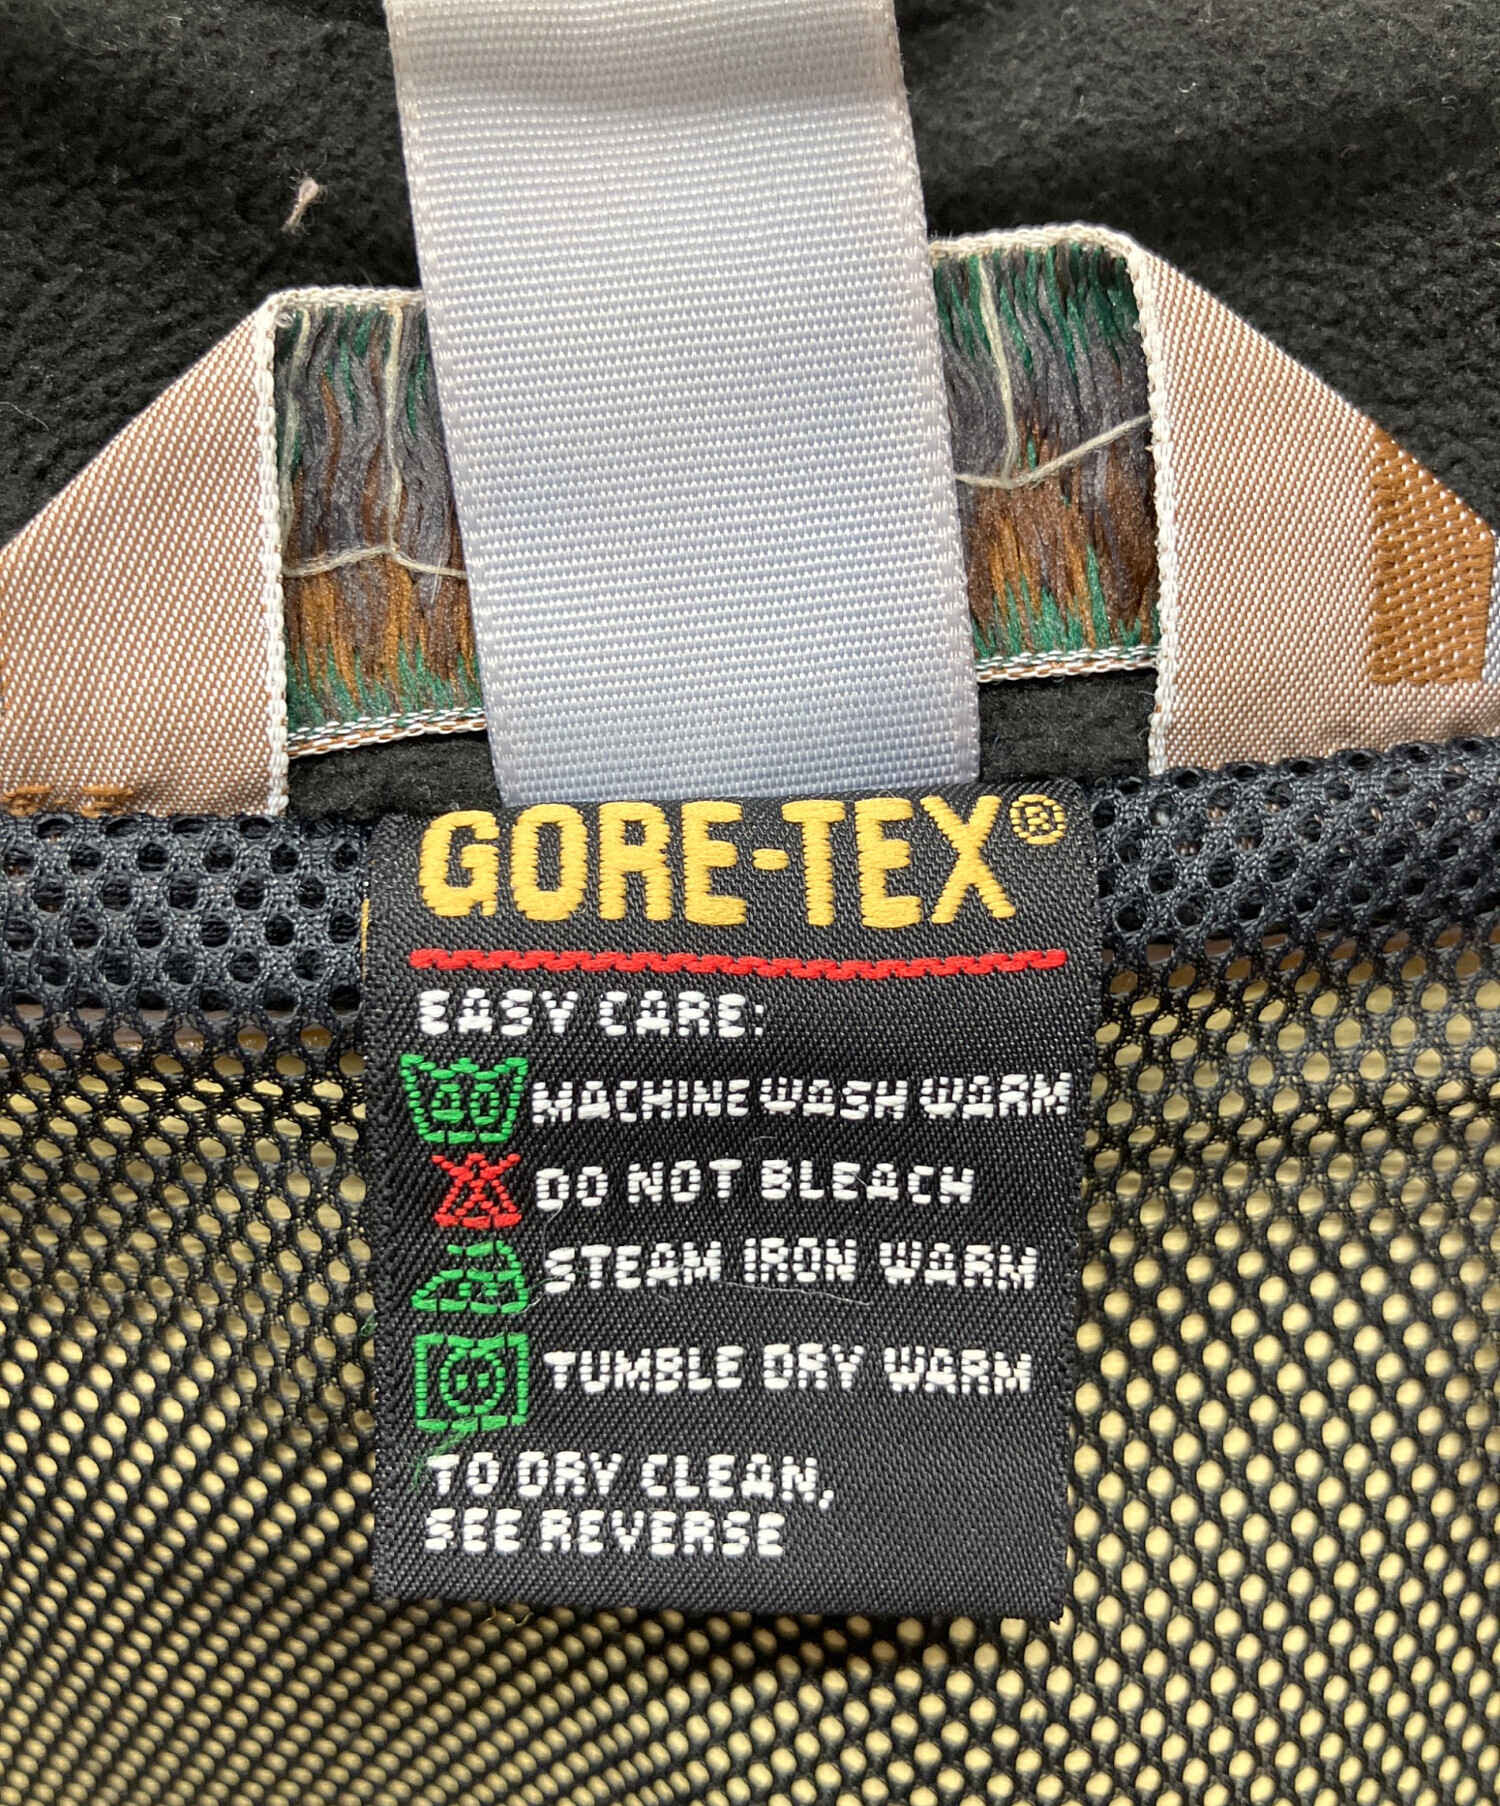 GORE-TEX®
EASY CARE:
40 MACHINE WASH WARM
DO NOT BLEACH
STEAM IRON WARM
TUMBLE DRY WARM
TO DRY CLEAN,
SEE REVERSE